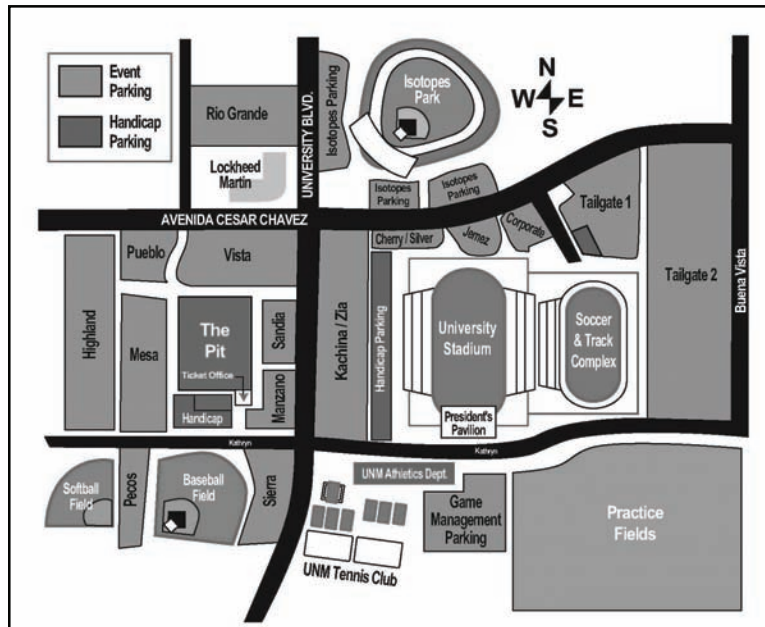 Event
Parking
Handicap
Parking
Rio Grande
Lockheed
Martin
UNIVERSITY BLVD.
Isotopes Parking
Isotopes
Park
N
W E
S
Isotopes
Parking
Isotopes
Parking
AVENIDA CESAR CHAVEZ
Cherry / Silver
Jemez
Corporate
Tailgate 1
Tailgate 2
Buena Vista
Highland
Pueblo
Vista
Mesa
The
Pit
Ticket Office
Sandia
Manzano
Handicap
Kachina / Zia
Handicap Parking
University
Stadium
President's
Pavilion
Soccer
& Track
Complex
Kathryn
Kathryn
Softball
Field
Pecos
Baseball
Field
Sierra
UNM Athletics Dept.
Game
Management
Parking
UNM Tennis Club
Practice
Fields